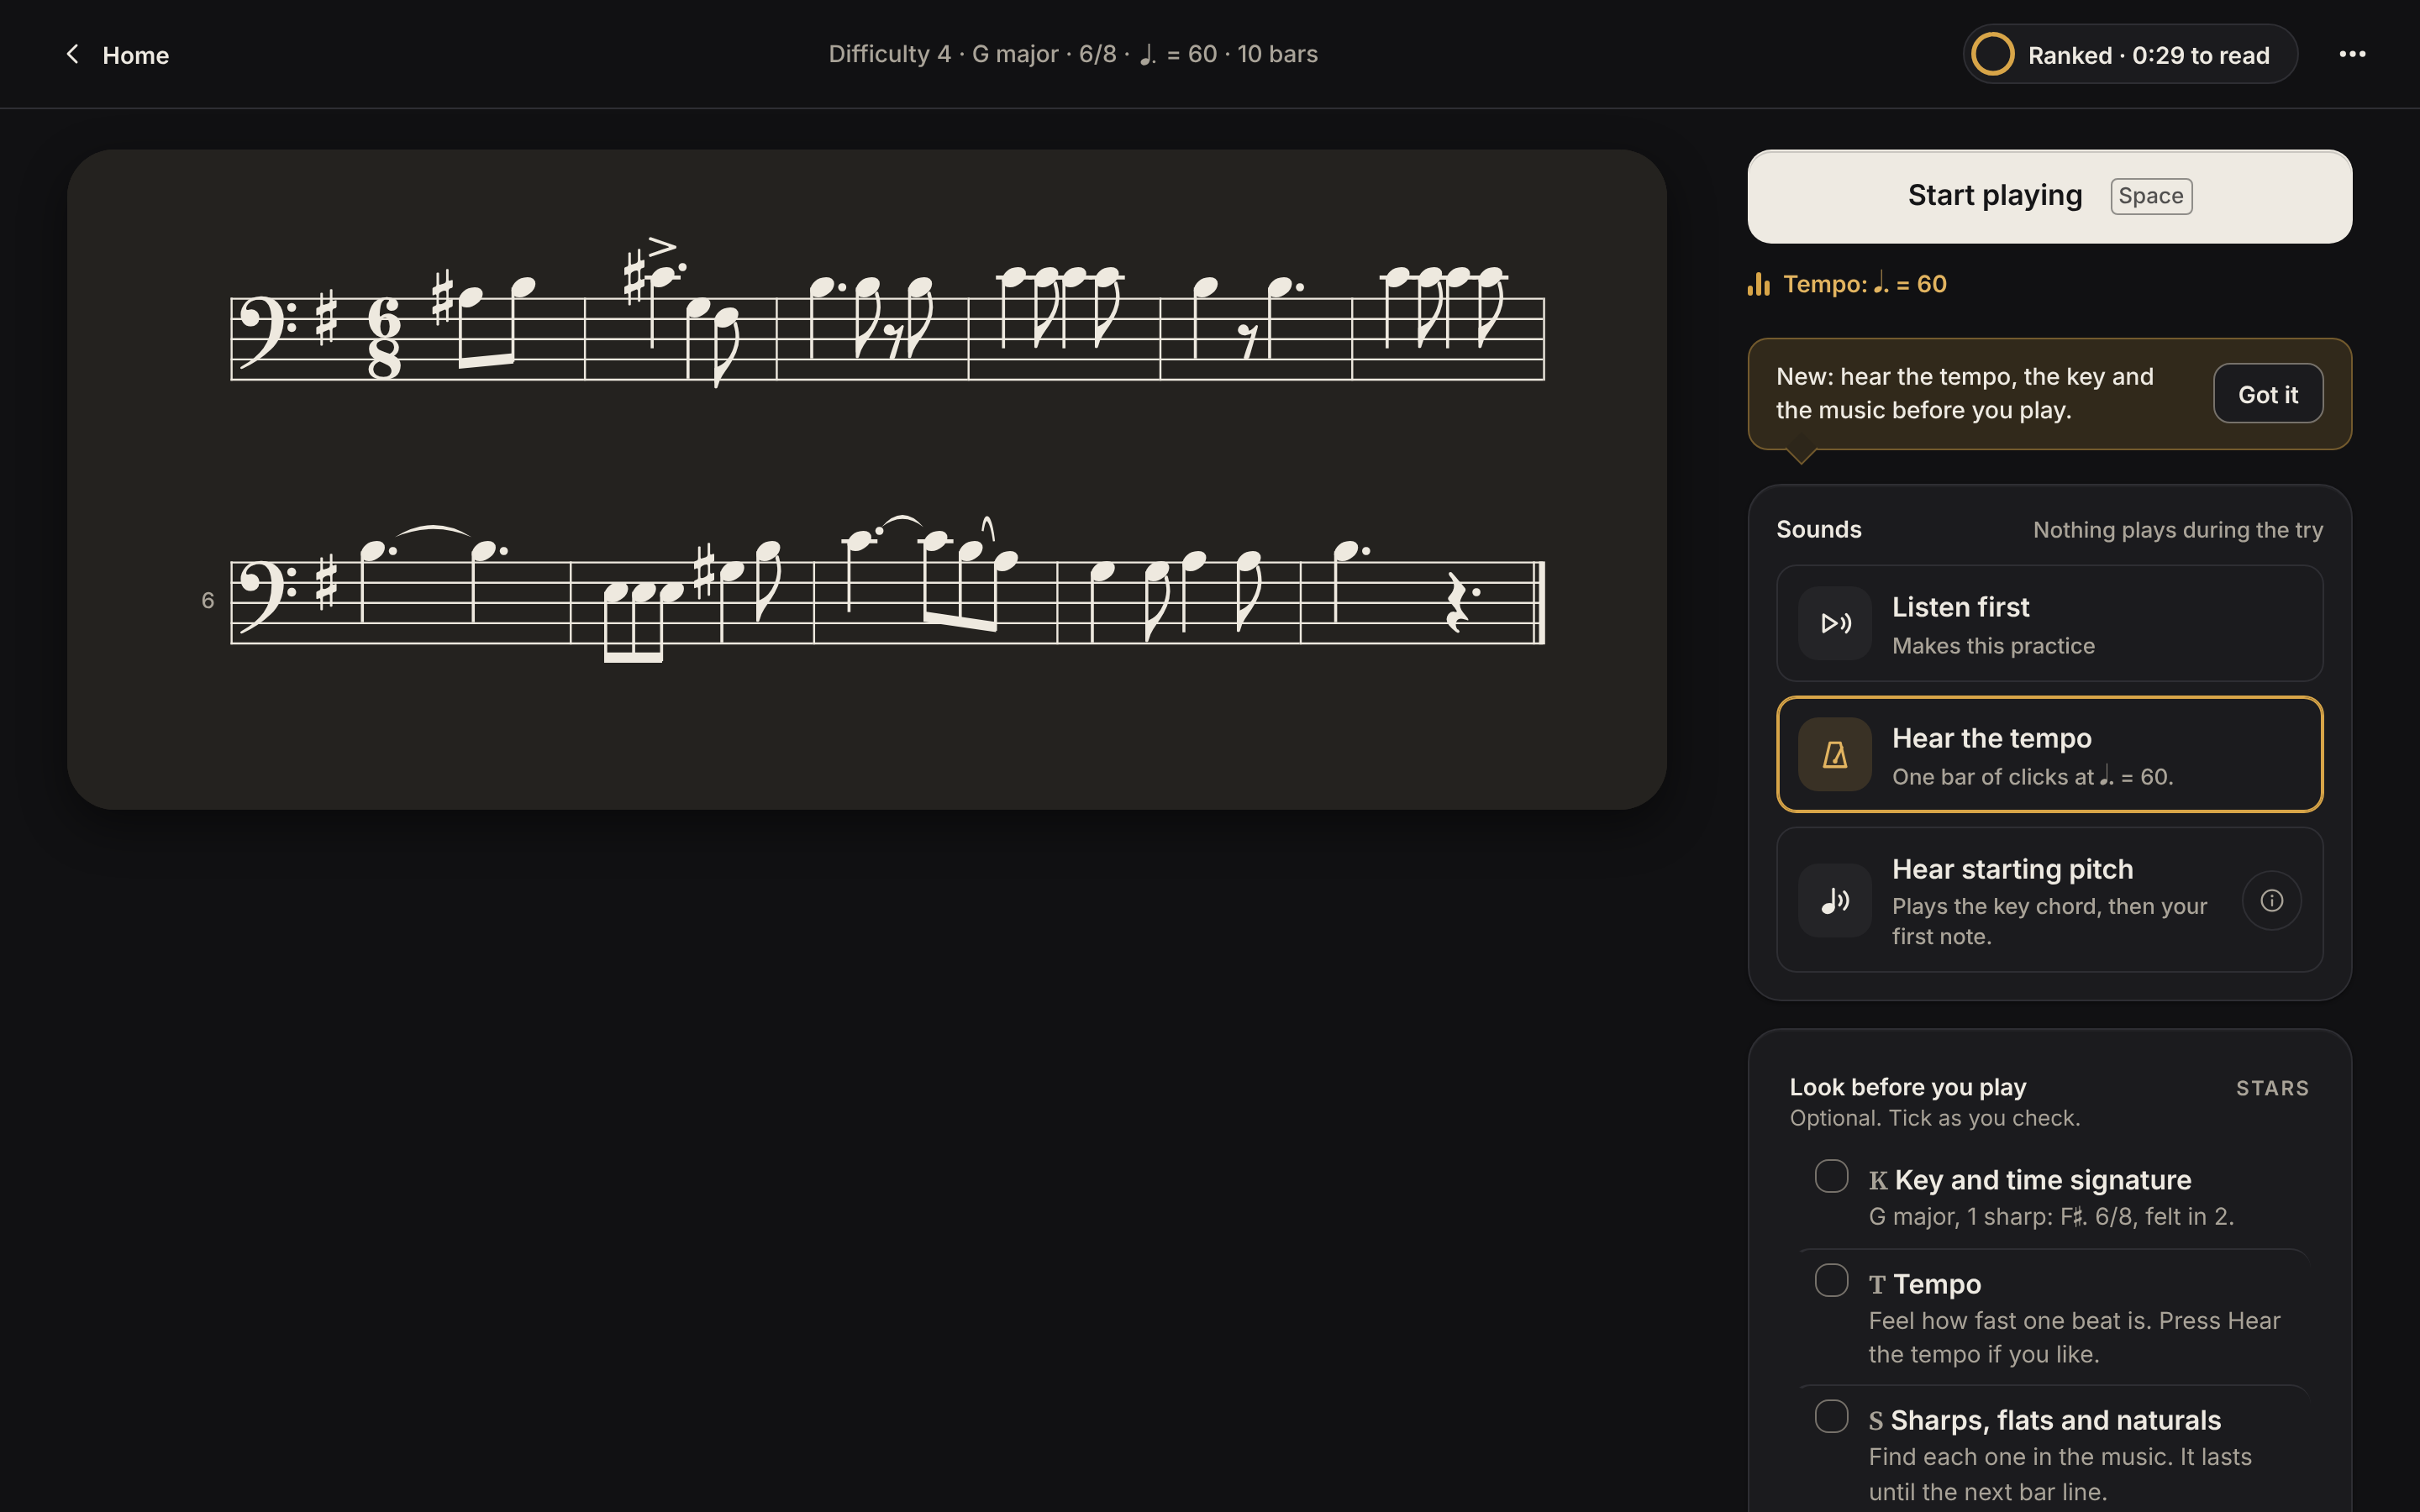 Home
Difficulty 4 · G major · 6/8 · ♩. = 60 · 10 bars
Ranked · 0:29 to read
Start playing Space
Tempo: ♩. = 60
New: hear the tempo, the key and
the music before you play.
Got it
Sounds
Nothing plays during the try
Listen first
Makes this practice
Hear the tempo
One bar of clicks at ♩. = 60.
Hear starting pitch
Plays the key chord, then your
first note.
Look before you play
STARS
Optional. Tick as you check.
K Key and time signature
G major, 1 sharp: F♯. 6/8, felt in 2.
T Tempo
Feel how fast one beat is. Press Hear
the tempo if you like.
S Sharps, flats and naturals
Find each one in the music. It lasts
until the next bar line.
6
8
6